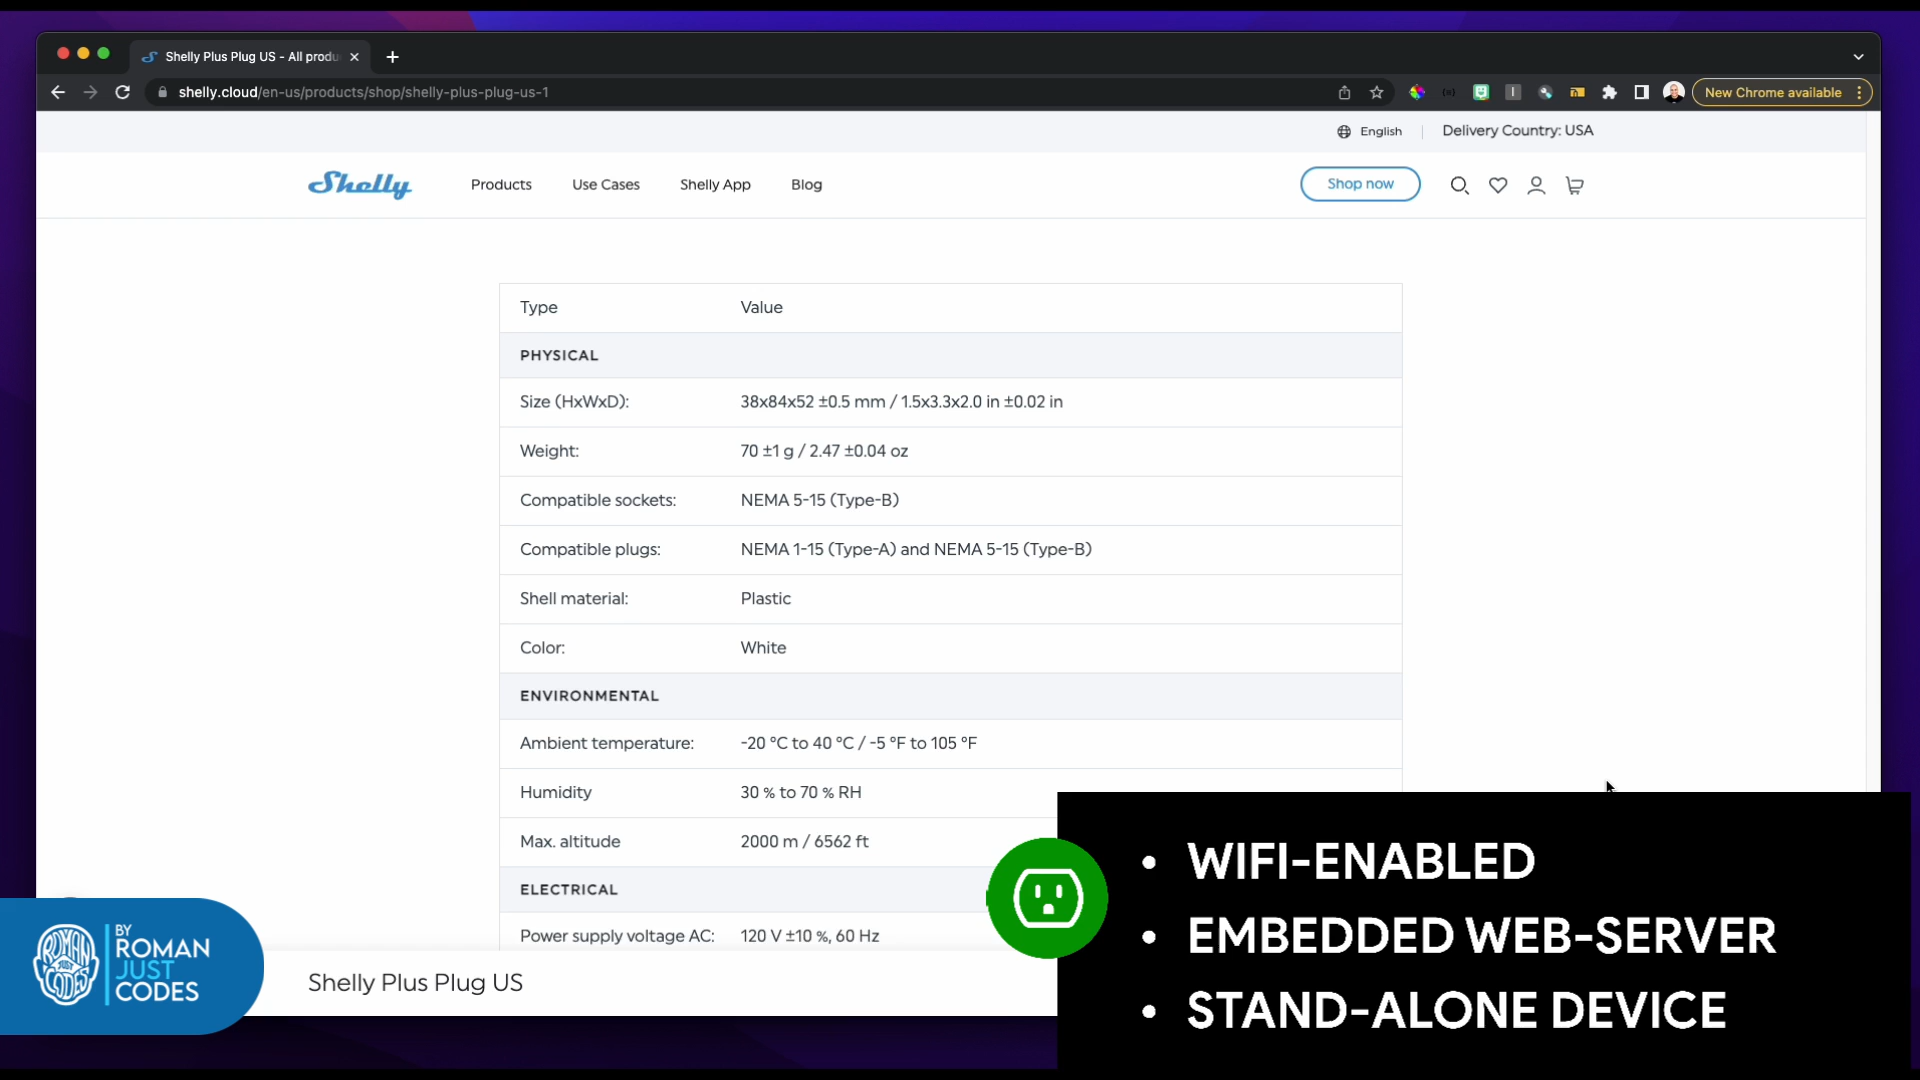 Shelly Plus Plug US - All produ
shelly.cloud/en-us/products/shop/shelly-plus-plug-us-1
New Chrome available
English
Delivery Country: USA
Shelly
Products
Use Cases
Shelly App
Blog
Shop now
Type Value
PHYSICAL
Size (HxWxD): 38x84x52 ±0.5 mm / 1.5x3.3x2.0 in ±0.02 in
Weight: 70 ±1 g / 2.47 ±0.04 oz
Compatible sockets: NEMA 5-15 (Type-B)
Compatible plugs: NEMA 1-15 (Type-A) and NEMA 5-15 (Type-B)
Shell material: Plastic
Color: White
ENVIRONMENTAL
Ambient temperature: -20 °C to 40 °C / -5 °F to 105 °F
Humidity 30 % to 70 % RH
Max. altitude 2000 m / 6562 ft
ELECTRICAL
Power supply voltage AC: 120 V ±10 %, 60 Hz
Shelly Plus Plug US
• WIFI-ENABLED
• EMBEDDED WEB-SERVER
• STAND-ALONE DEVICE
ROMAN
JUST
CODES
BY
ROMAN
JUST
CODES